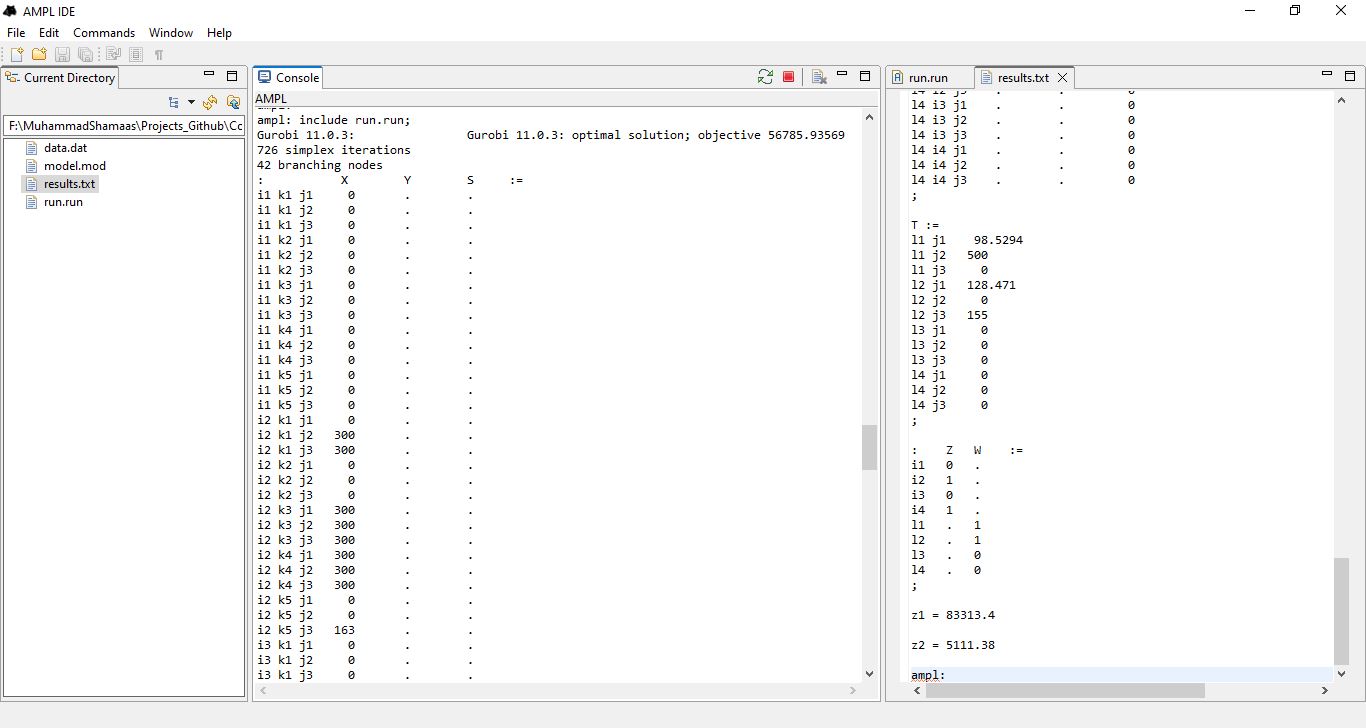 AMPL IDE
File Edit Commands Window Help
Current Directory
F:\MuhammadShamaas\Projects_Github\Cc
data.dat
model.mod
results.txt
run.run
Console
AMPL
ampl: include run.run;
Gurobi 11.0.3: Gurobi 11.0.3: optimal solution; objective 56785.93569
726 simplex iterations
42 branching nodes
: X Y S :=
i1 k1 j1 0 . .
i1 k1 j2 0 . .
i1 k1 j3 0 . .
i1 k2 j1 0 . .
i1 k2 j2 0 . .
i1 k2 j3 0 . .
i1 k3 j1 0 . .
i1 k3 j2 0 . .
i1 k3 j3 0 . .
i1 k4 j1 0 . .
i1 k4 j2 0 . .
i1 k4 j3 0 . .
i1 k5 j1 0 . .
i1 k5 j2 0 . .
i1 k5 j3 0 . .
i2 k1 j1 0 . .
i2 k1 j2 300 . .
i2 k1 j3 300 . .
i2 k2 j1 0 . .
i2 k2 j2 0 . .
i2 k2 j3 0 . .
i2 k3 j1 300 . .
i2 k3 j2 300 . .
i2 k3 j3 300 . .
i2 k4 j1 300 . .
i2 k4 j2 300 . .
i2 k4 j3 300 . .
i2 k5 j1 0 . .
i2 k5 j2 0 . .
i2 k5 j3 163 . .
i3 k1 j1 0 . .
i3 k1 j2 0 . .
i3 k1 j3 0 . .
run.run results.txt
l4 i3 j1 . . 0
l4 i3 j2 . . 0
l4 i3 j3 . . 0
l4 i4 j1 . . 0
l4 i4 j2 . . 0
l4 i4 j3 . . 0
;
T :=
l1 j1 98.5294
l1 j2 500
l1 j3 0
l2 j1 128.471
l2 j2 0
l2 j3 155
l3 j1 0
l3 j2 0
l3 j3 0
l4 j1 0
l4 j2 0
l4 j3 0
;
: Z W :=
i1 0 .
i2 1 .
i3 0 .
i4 1 .
l1 . 1
l2 . 1
l3 . 0
l4 . 0
;
z1 = 83313.4
z2 = 5111.38
ampl: